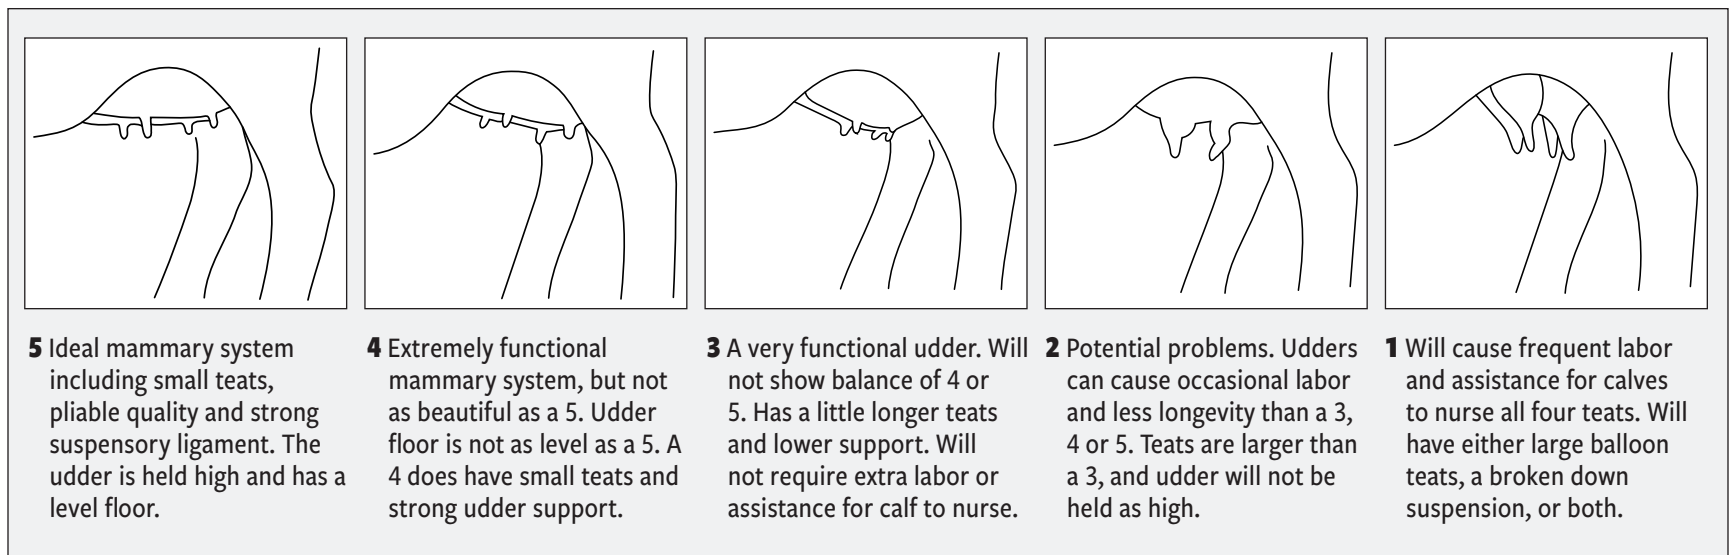 5 Ideal mammary system
including small teats,
pliable quality and strong
suspensory ligament. The
udder is held high and has a
level floor.
4 Extremely functional
mammary system, but not
as beautiful as a 5. Udder
floor is not as level as a 5. A
4 does have small teats and
strong udder support.
3 A very functional udder. Will
not show balance of 4 or
5. Has a little longer teats
and lower support. Will
not require extra labor or
assistance for calf to nurse.
2 Potential problems. Udders
can cause occasional labor
and less longevity than a 3,
4 or 5. Teats are larger than
a 3, and udder will not be
held as high.
1 Will cause frequent labor
and assistance for calves
to nurse all four teats. Will
have either large balloon
teats, a broken down
suspension, or both.